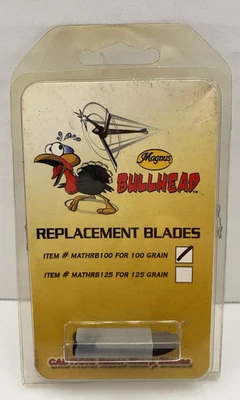 Magnus
BULLHEAD
REPLACEMENT BLADES
ITEM # MATHRB100 FOR 100 GRAIN
ITEM # MATHRB125 FOR 125 GRAIN